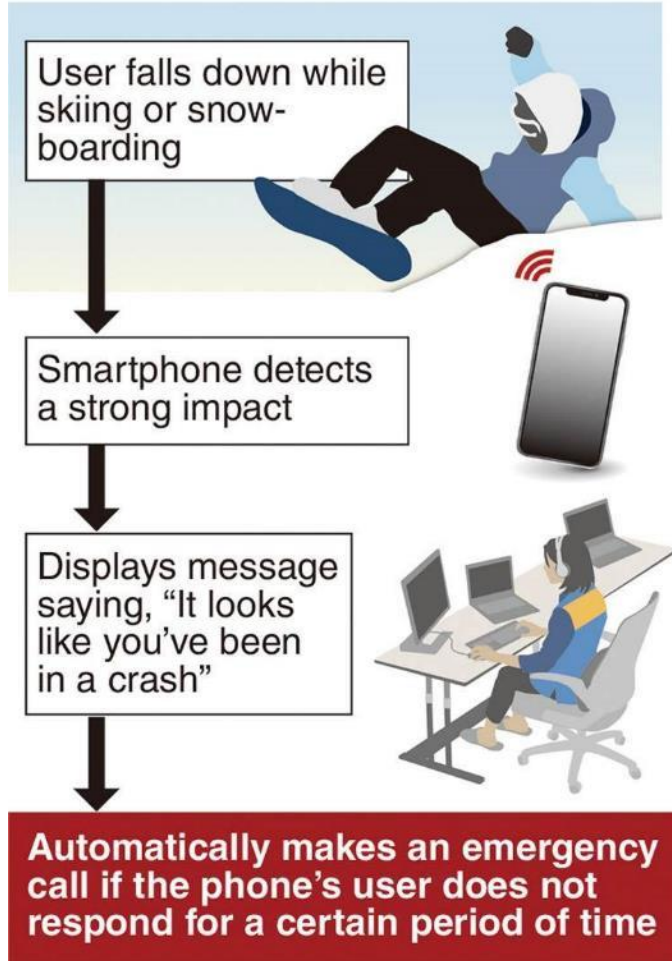 User falls down while
skiing or snow-
boarding
Smartphone detects
a strong impact
Displays message
saying, “It looks
like you’ve been
in a crash”
Automatically makes an emergency
call if the phone’s user does not
respond for a certain period of time